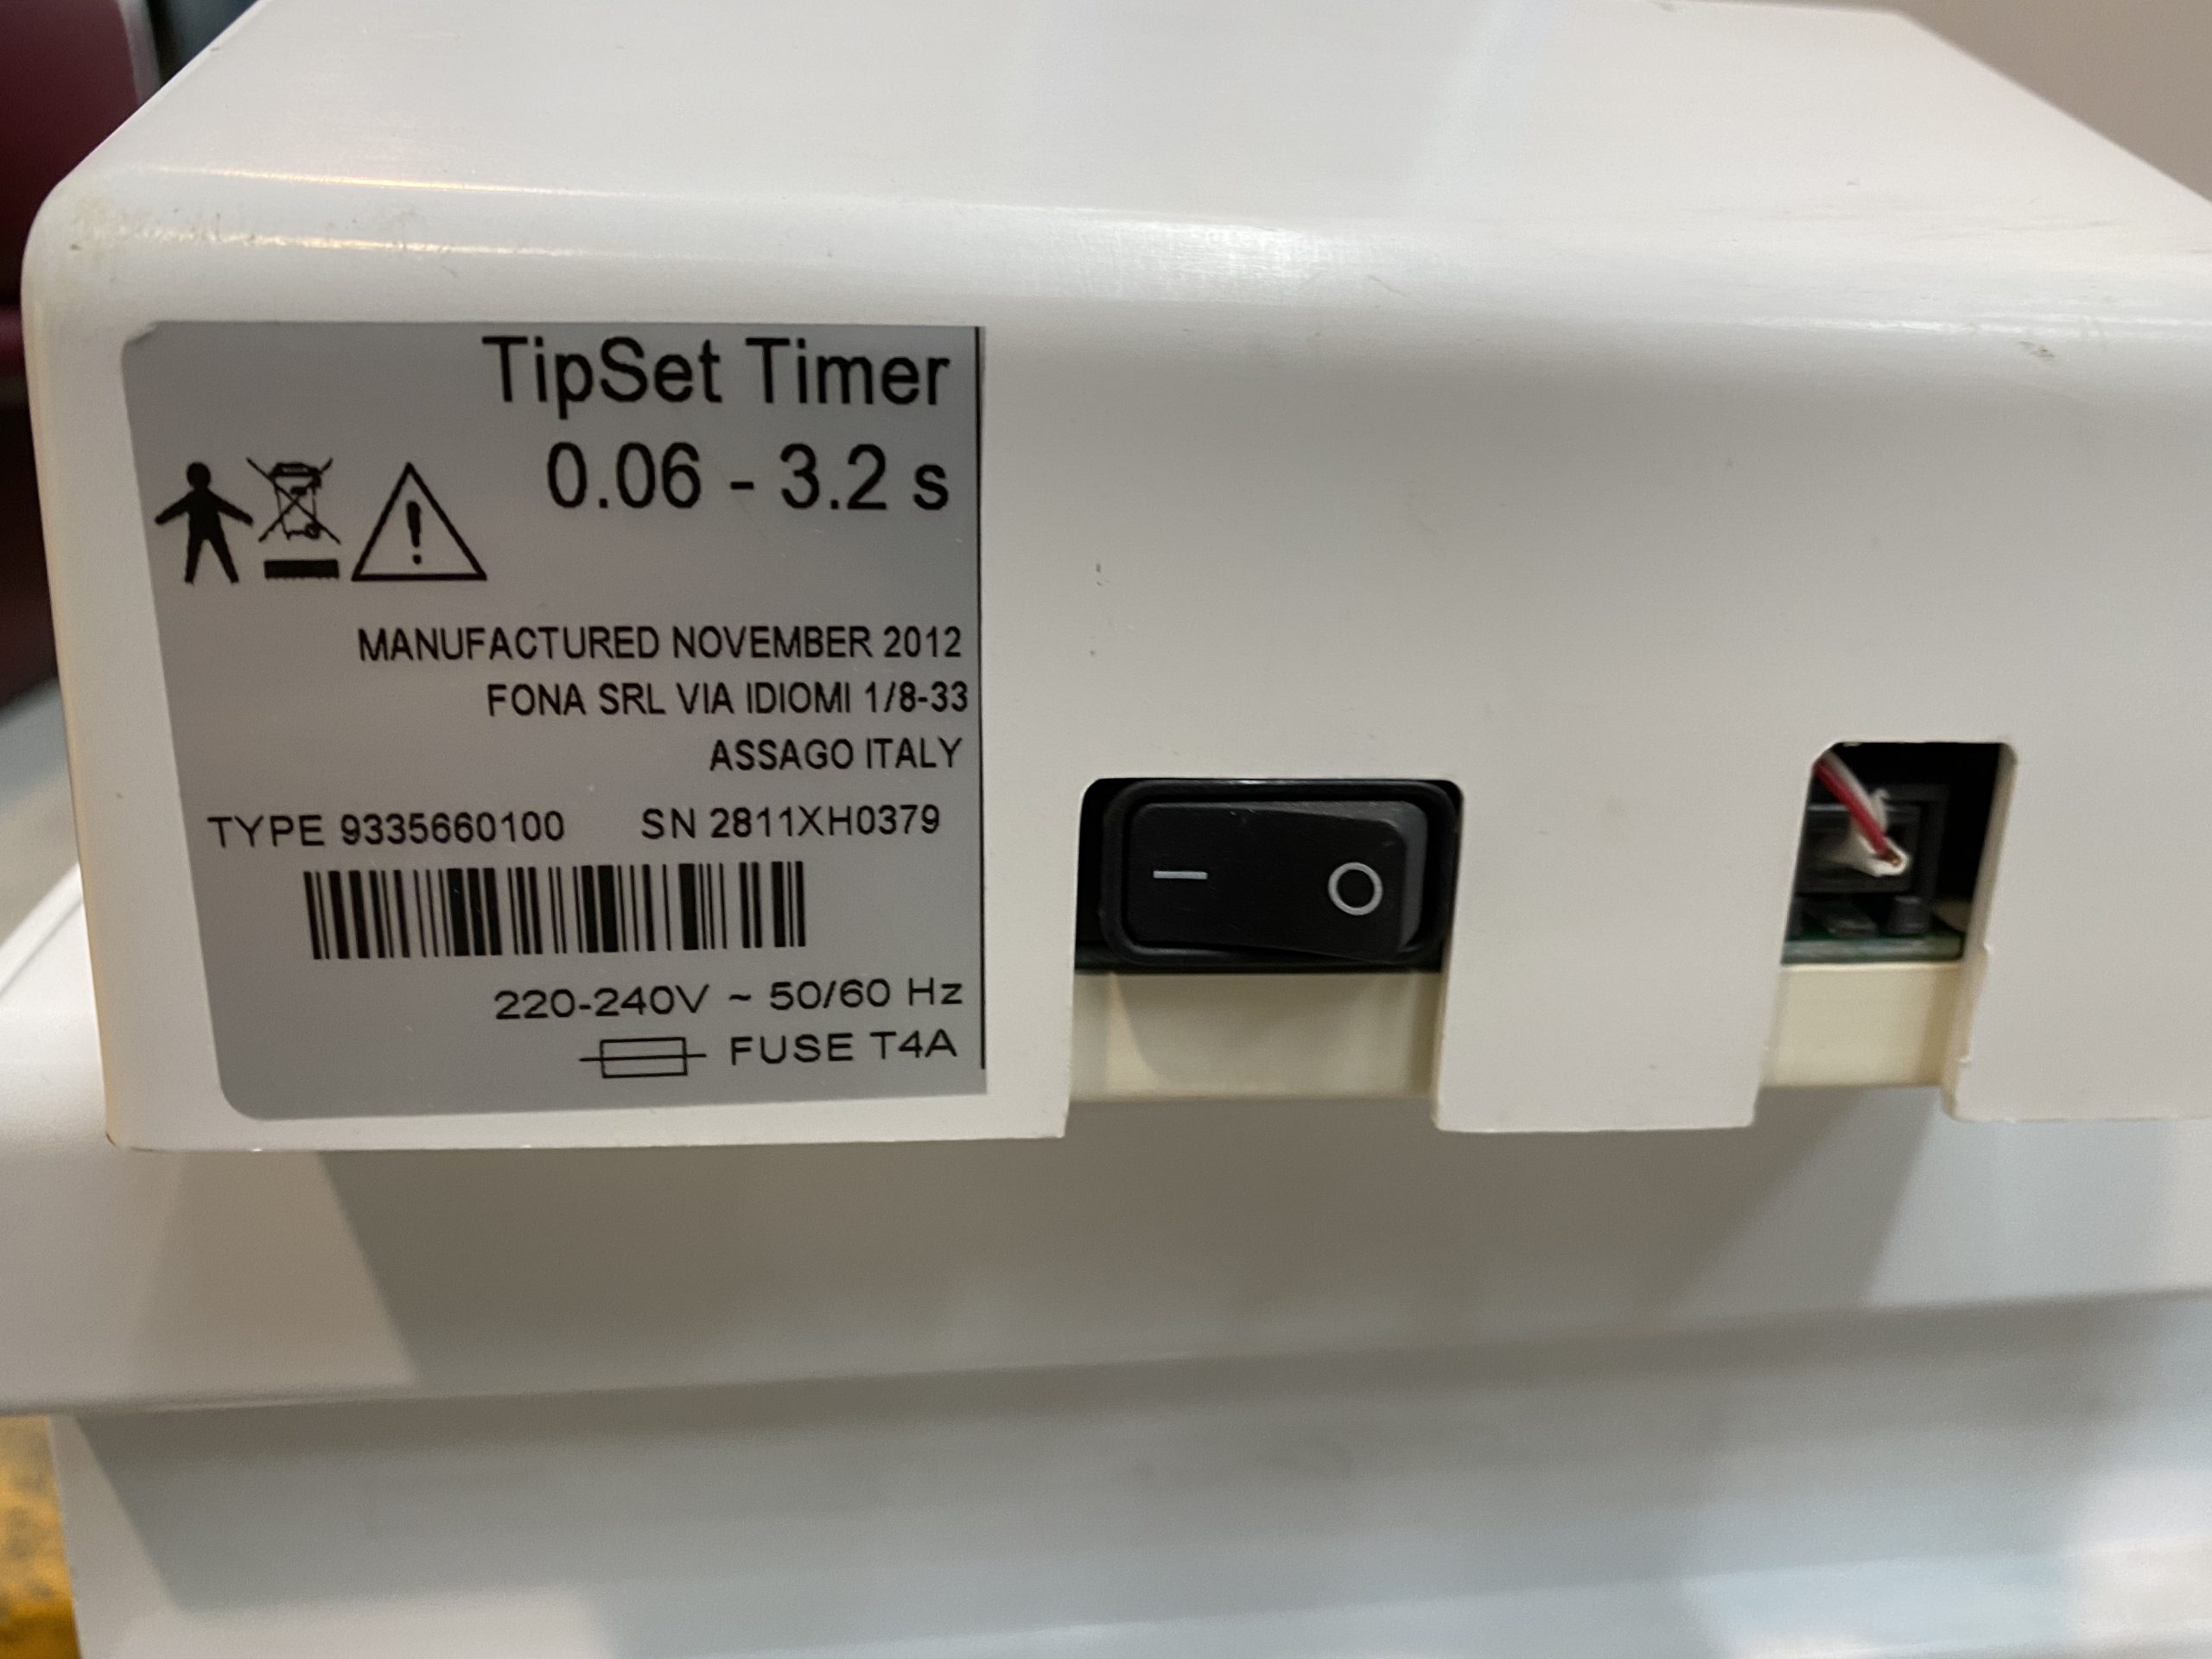 TipSet Timer
0.06 - 3.2 s
MANUFACTURED NOVEMBER 2012
FONA SRL VIA IDIOMI 1/8-33
ASSAGO ITALY
TYPE 9335660100 SN 2811XH0379
220-240V ~ 50/60 Hz
FUSE T4A